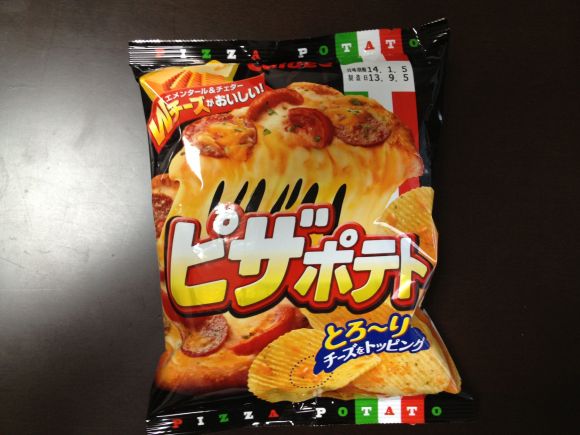 PIZZA POTATO
Calbee
賞味期限14.1.5
製造日13.9.5
エメンタール&チェダー
Wチーズがおいしい!
ピザポテト
とろ～り
チーズをトッピング
PIZZA POTATO